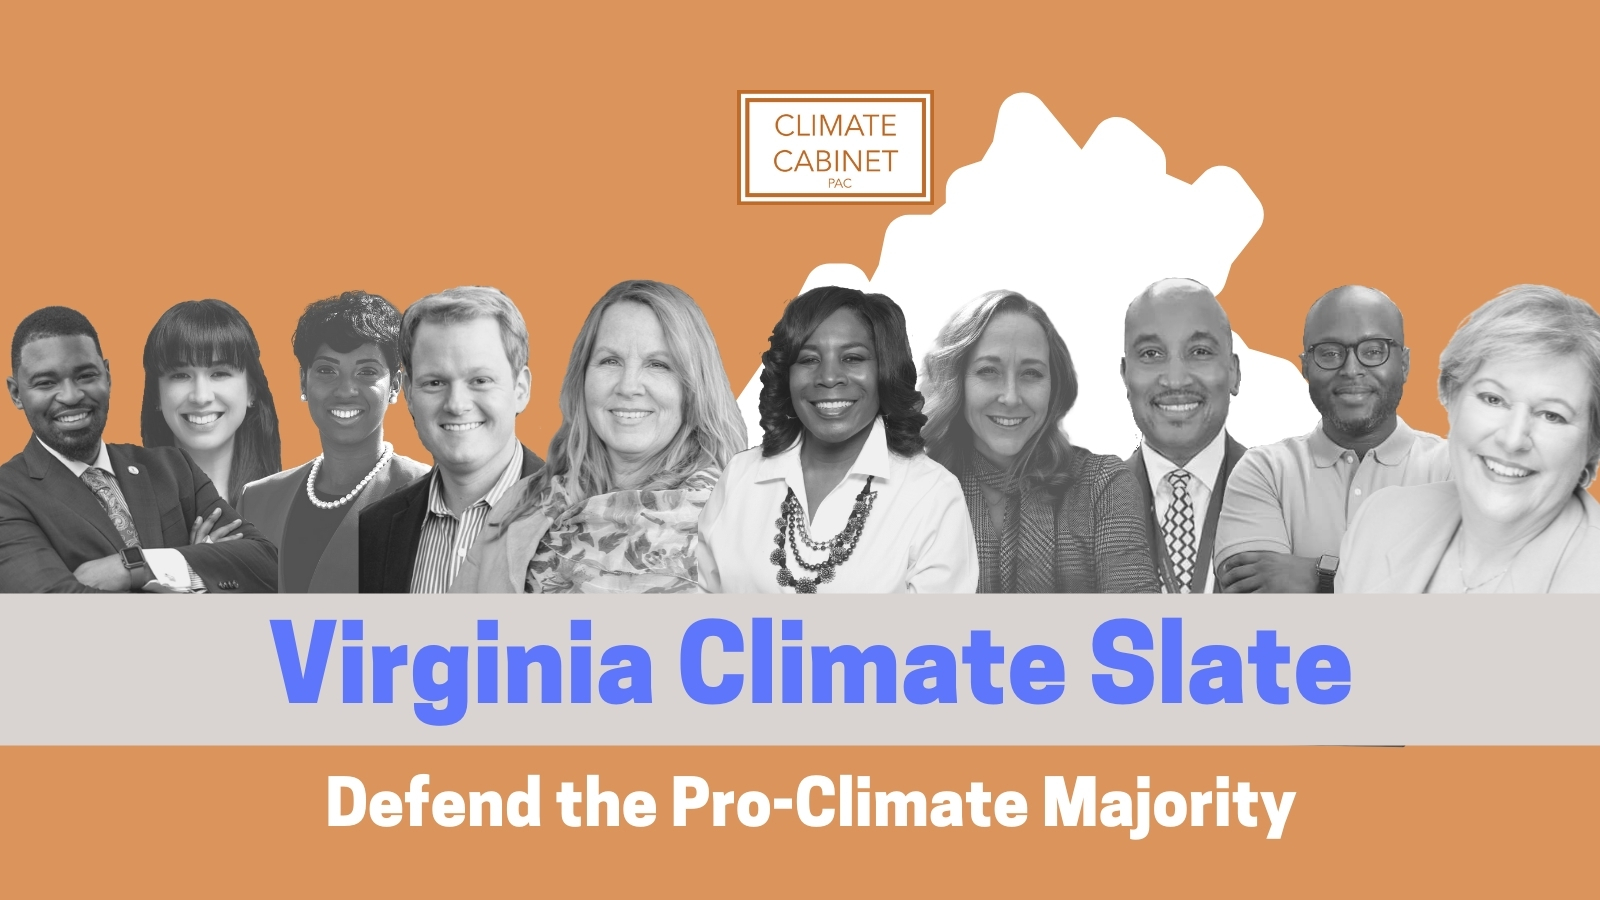 CLIMATE
CABINET
PAC
Virginia Climate Slate
Defend the Pro-Climate Majority